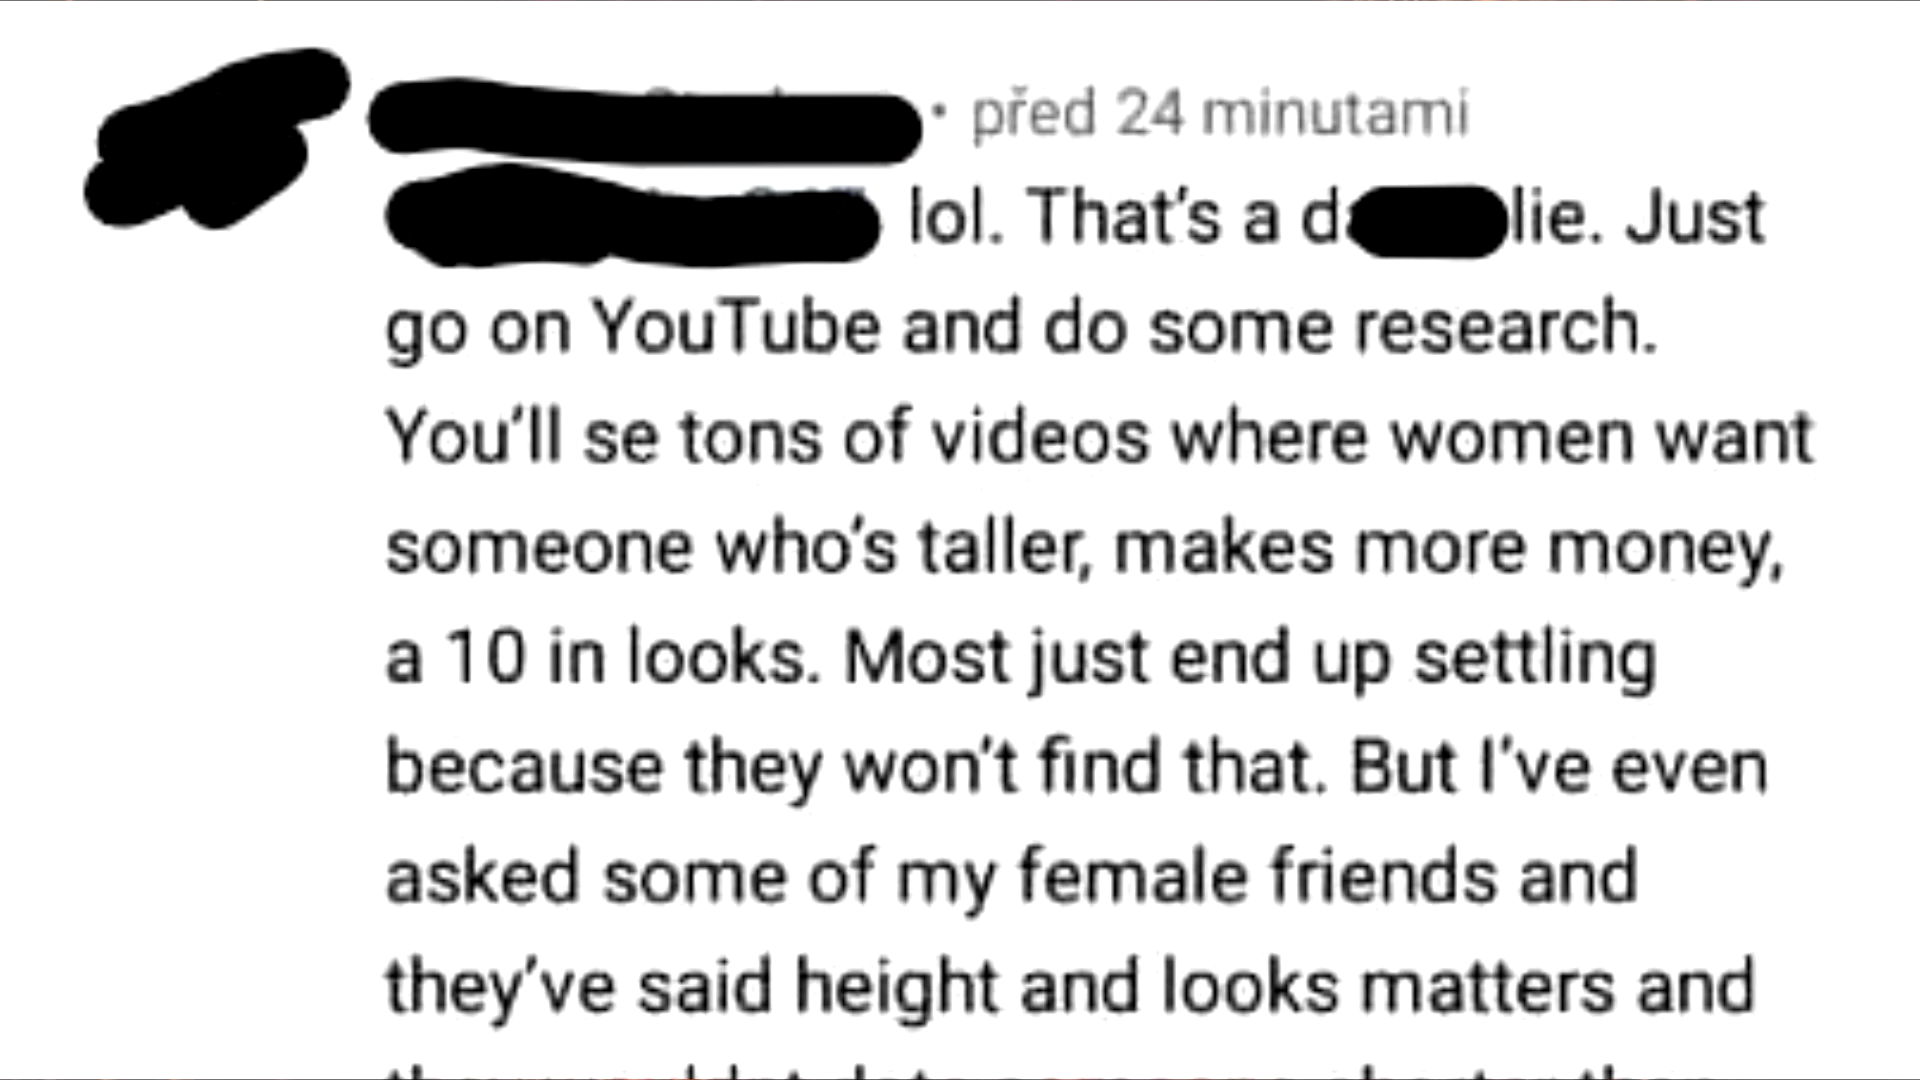 • před 24 minutami
lol. That's a d lie. Just
go on YouTube and do some research.
You'll se tons of videos where women want
someone who's taller, makes more money,
a 10 in looks. Most just end up settling
because they won't find that. But I've even
asked some of my female friends and
they've said height and looks matters and